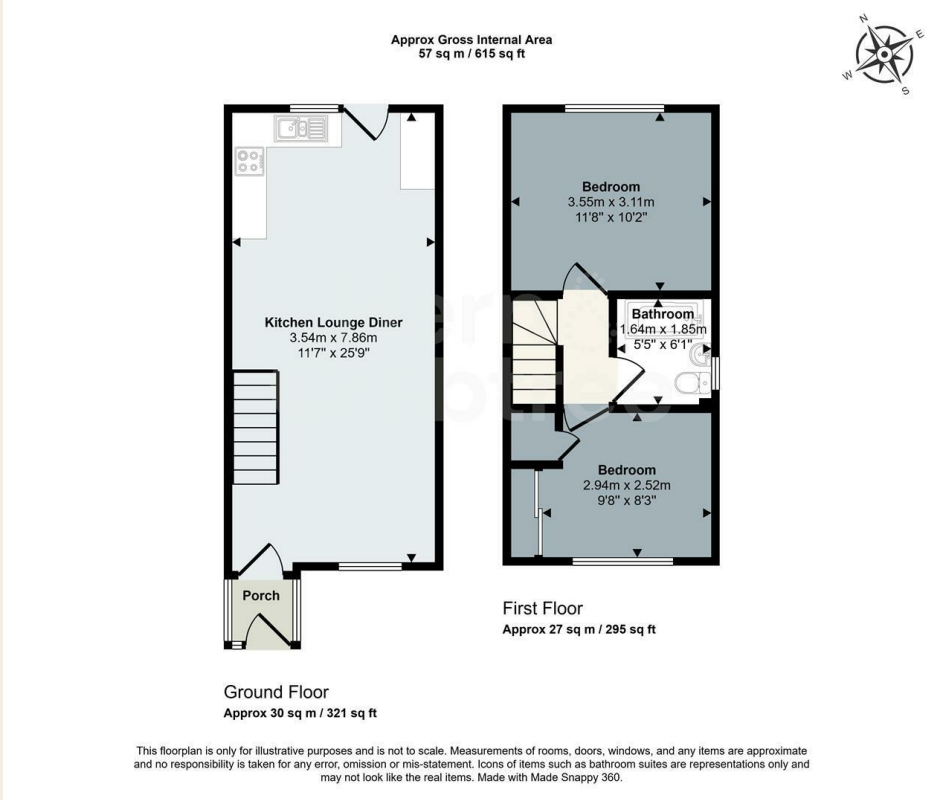 Approx Gross Internal Area
57 sq m / 615 sq ft
N
E
W
S
Kitchen Lounge Diner
3.54m x 7.86m
11'7" x 25'9"
Porch
Ground Floor
Approx 30 sq m / 321 sq ft
Bedroom
3.55m x 3.11m
11'8" x 10'2"
Bathroom
1.64m x 1.85m
5'5" x 6'1"
Bedroom
2.94m x 2.52m
9'8" x 8'3"
First Floor
Approx 27 sq m / 295 sq ft
This floorplan is only for illustrative purposes and is not to scale. Measurements of rooms, doors, windows, and any items are approximate
and no responsibility is taken for any error, omission or mis-statement. Icons of items such as bathroom suites are representations only and
may not look like the real items. Made with Made Snappy 360.